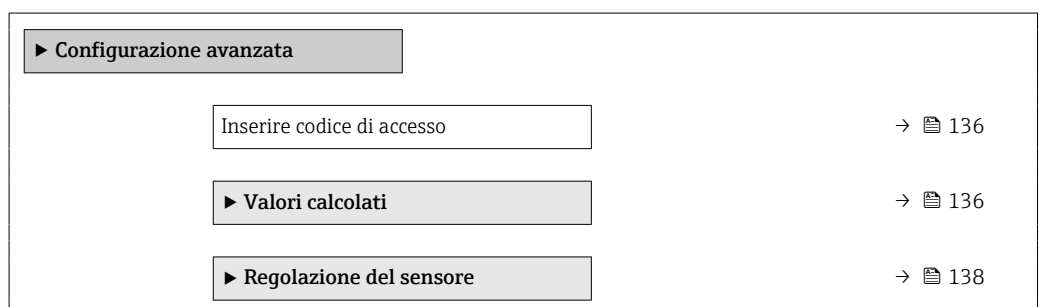 ▶ Configurazione avanzata
Inserire codice di accesso → 136
▶ Valori calcolati → 136
▶ Regolazione del sensore → 138